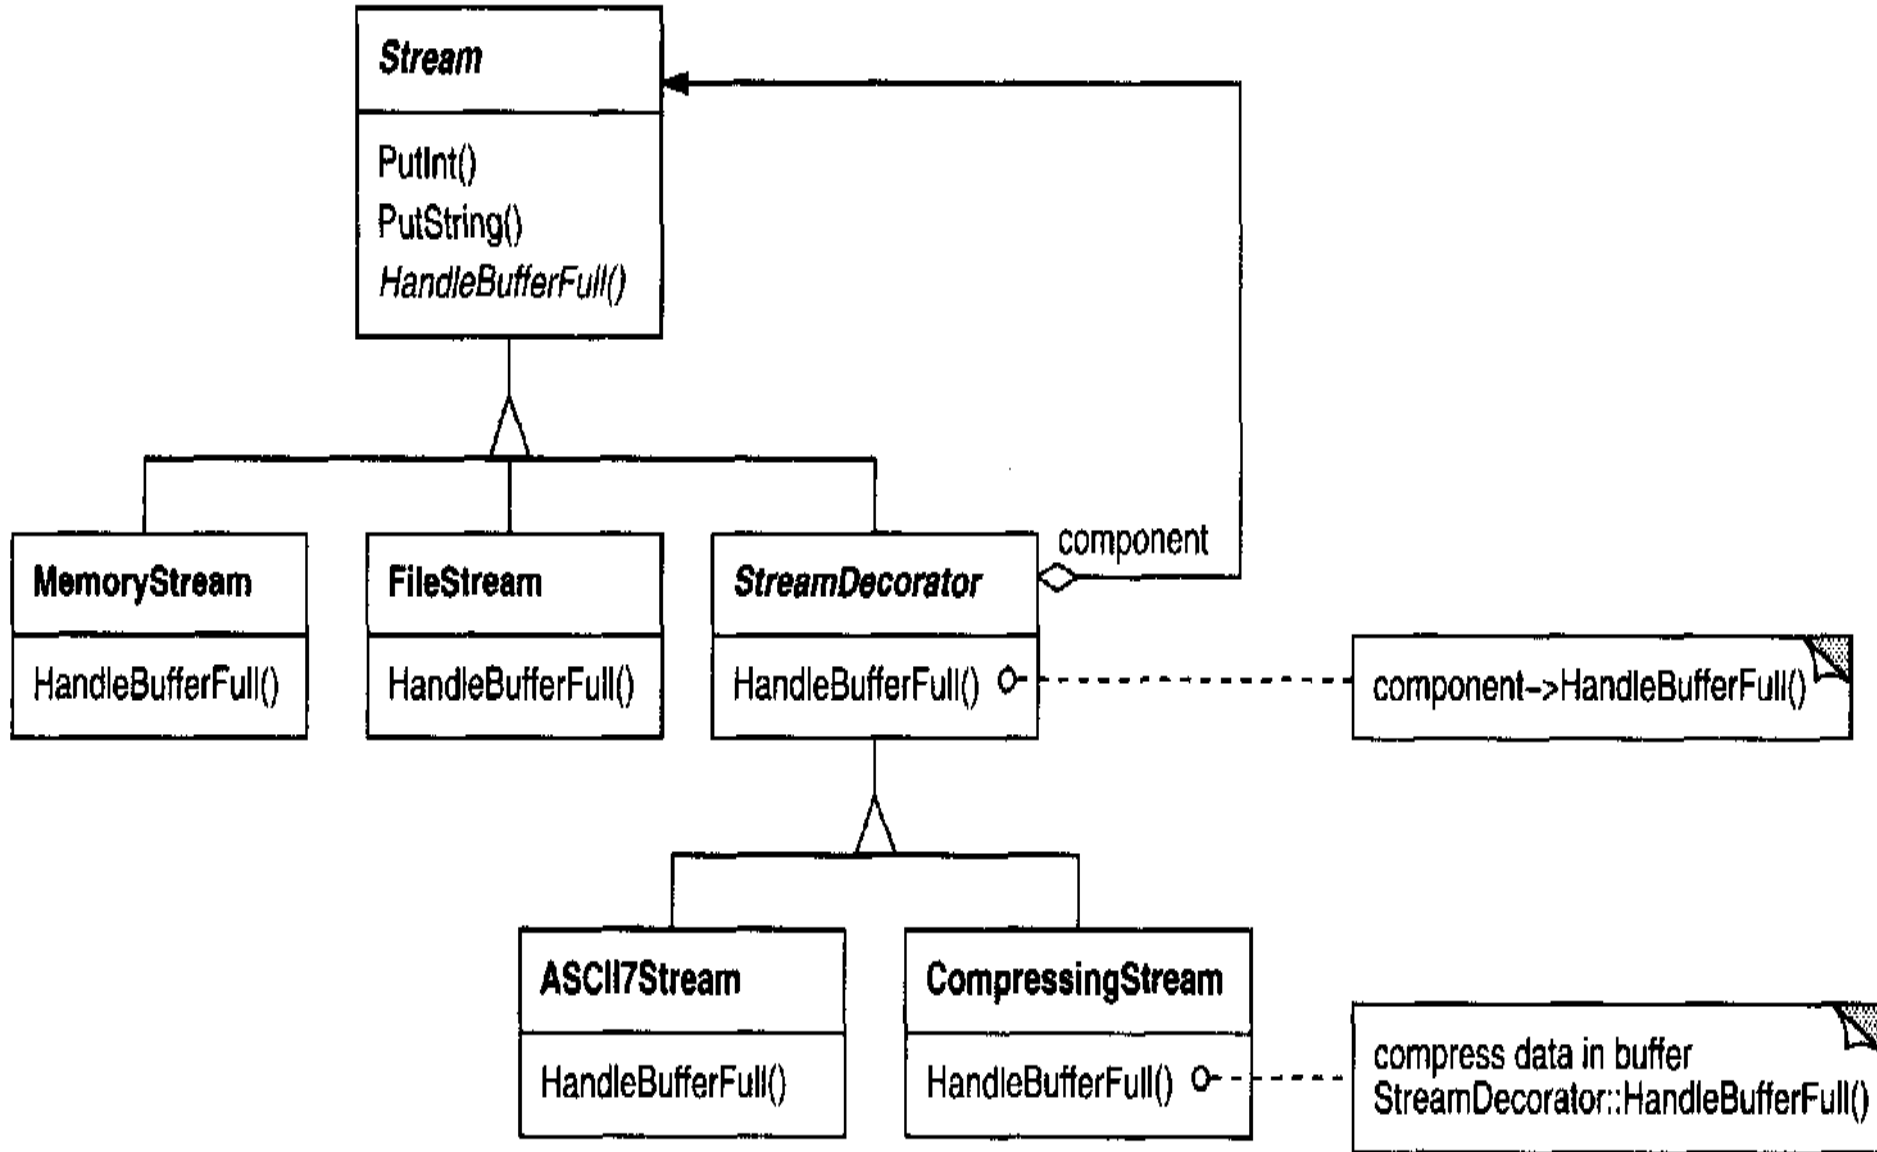 Stream
PutInt()
PutString()
HandleBufferFull()
component
MemoryStream
FileStream
StreamDecorator
HandleBufferFull()
HandleBufferFull()
HandleBufferFull()
component–>HandleBufferFull()
ASCII7Stream
CompressingStream
HandleBufferFull()
HandleBufferFull()
compress data in buffer
StreamDecorator::HandleBufferFull()